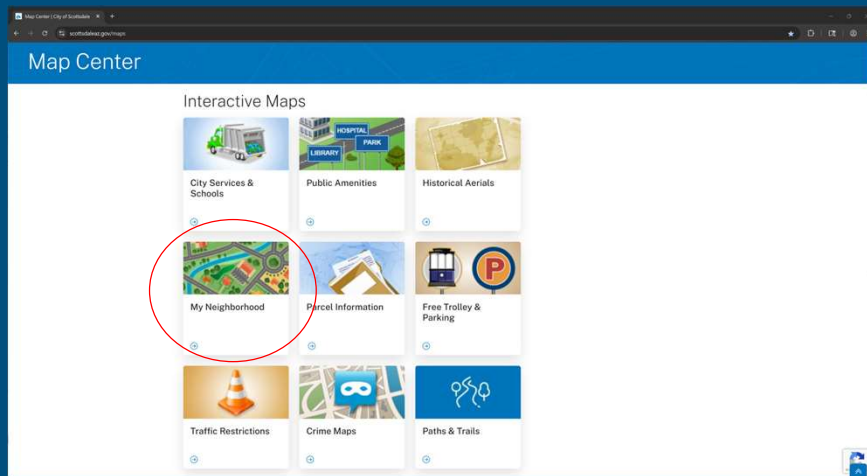 Map Center | City of Scottsdale
scottsdaleaz.gov/maps
Map Center
Interactive Maps
HOSPITAL
PARK
LIBRARY
City Services &
Schools
Public Amenities
Historical Aerials
P
My Neighborhood
Parcel Information
Free Trolley &
Parking
Traffic Restrictions
Crime Maps
Paths & Trails